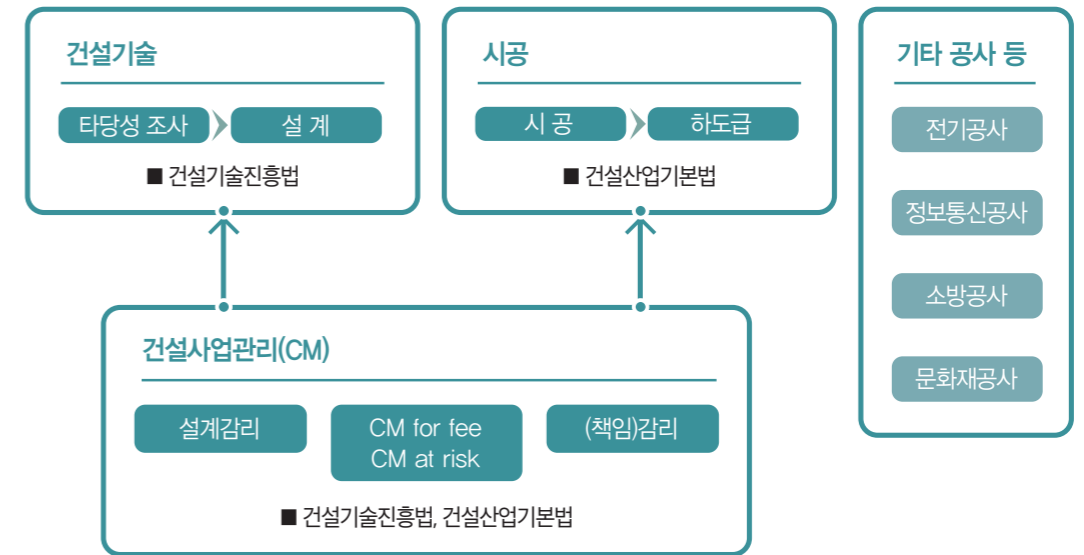 건설기술
타당성 조사
설 계
■ 건설기술진흥법
시공
시 공
하도급
■ 건설산업기본법
기타 공사 등
전기공사
정보통신공사
소방공사
문화재공사
건설사업관리(CM)
설계감리
CM for fee
CM at risk
(책임)감리
■ 건설기술진흥법, 건설산업기본법